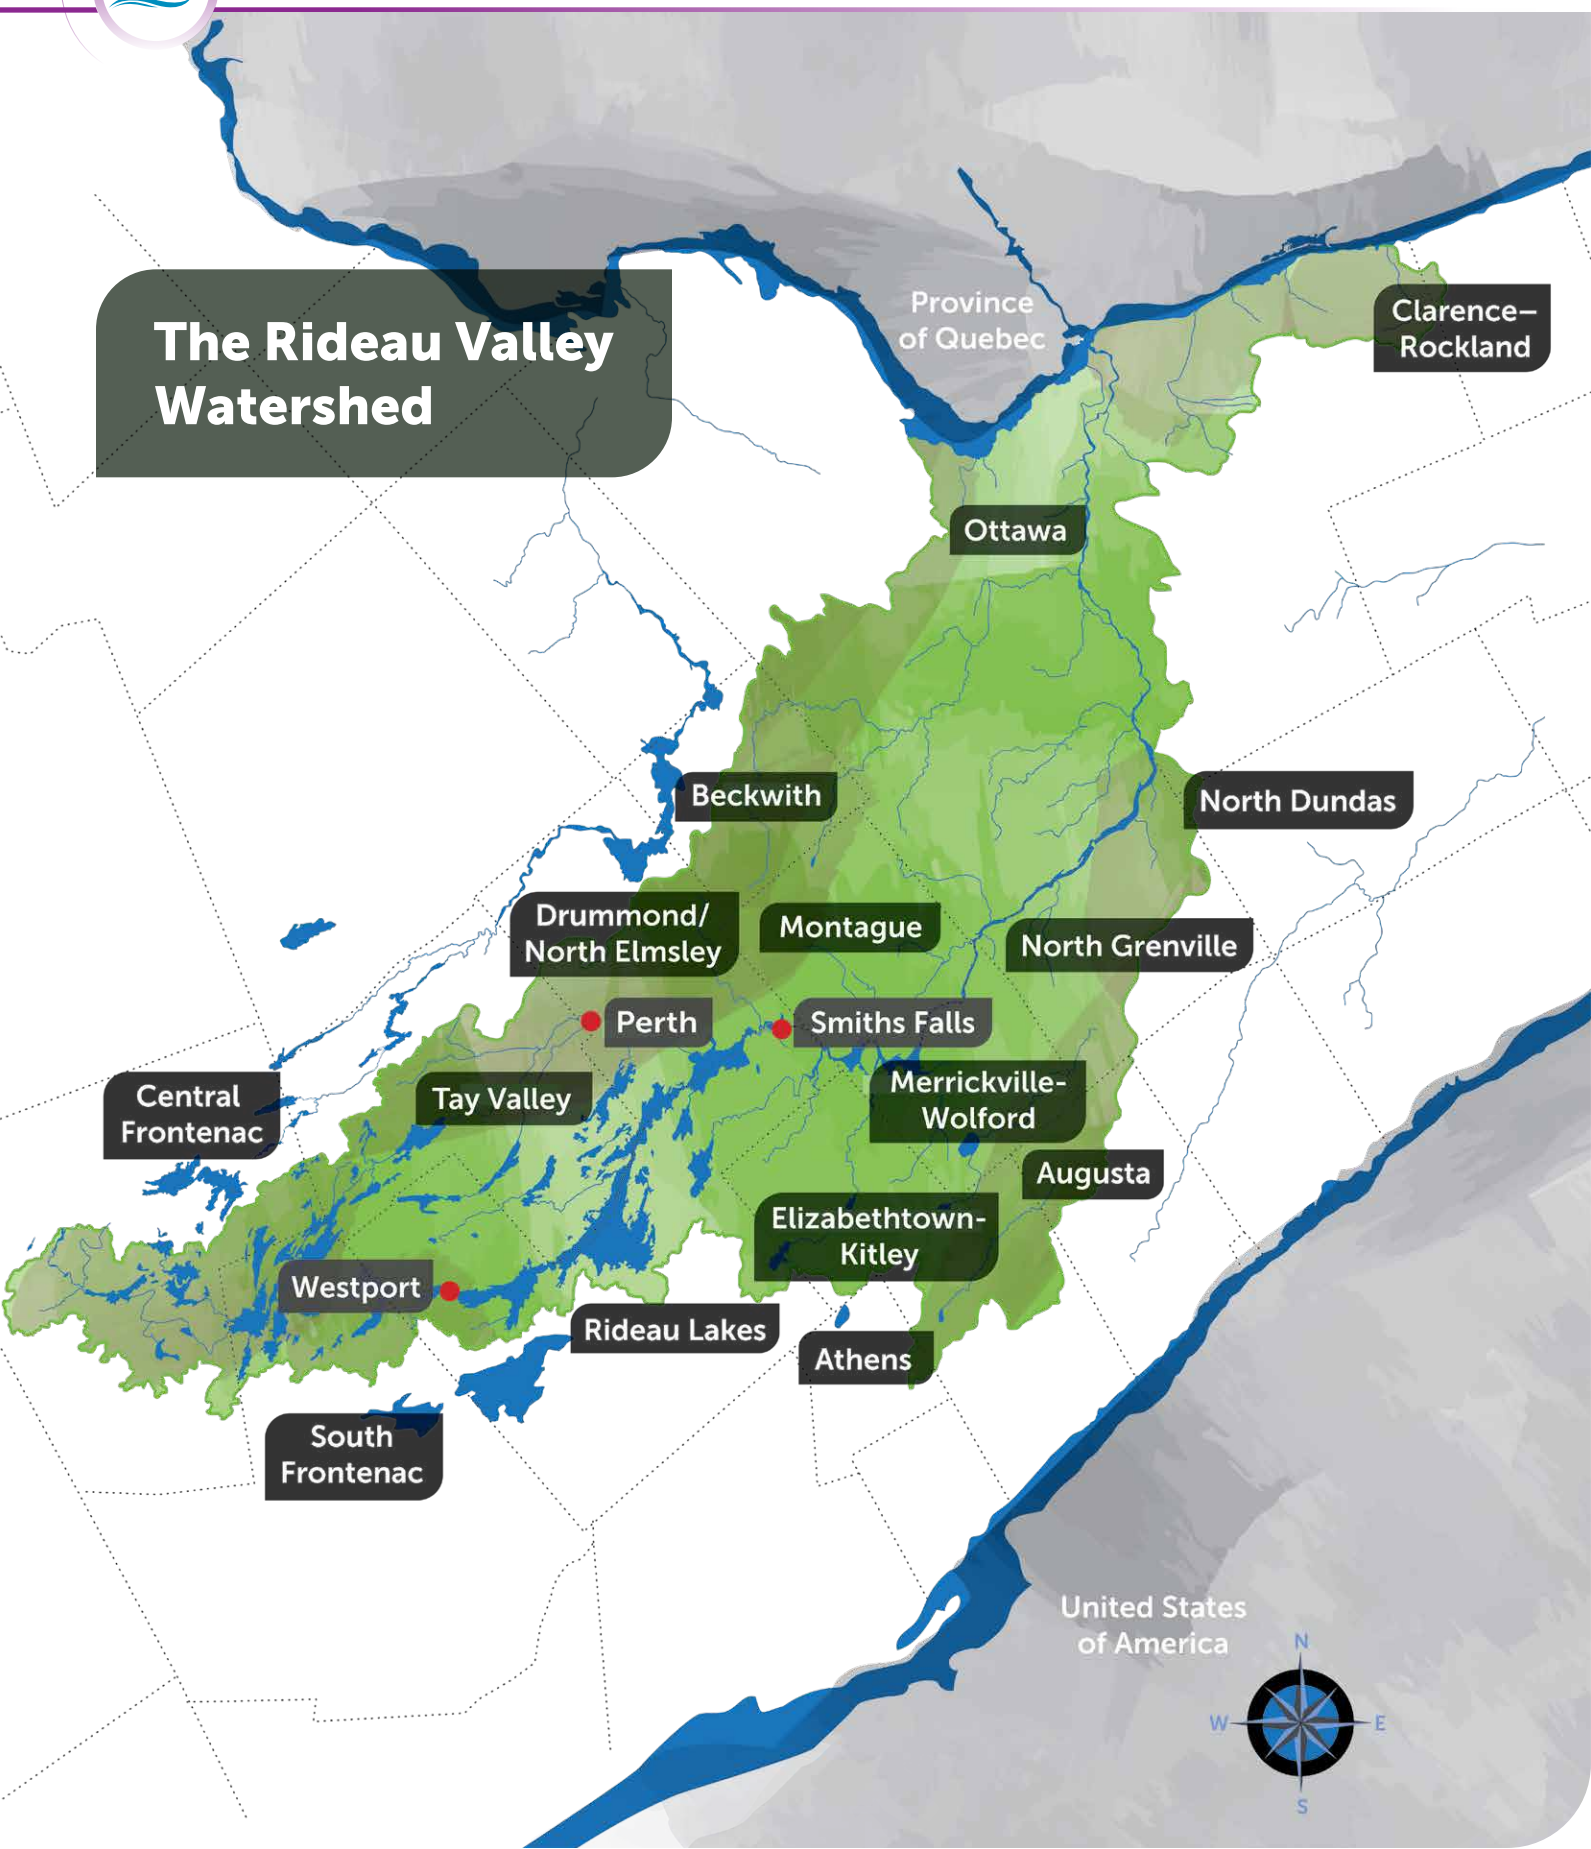 The Rideau Valley
Watershed
Province
of Quebec
Clarence–
Rockland
Ottawa
Beckwith
North Dundas
Drummond/
North Elmsley
Montague
North Grenville
Perth
Smiths Falls
Central
Frontenac
Tay Valley
Merrickville-
Wolford
Augusta
Elizabethtown-
Kitley
Westport
Rideau Lakes
Athens
South
Frontenac
United States
of America
N
W
E
S